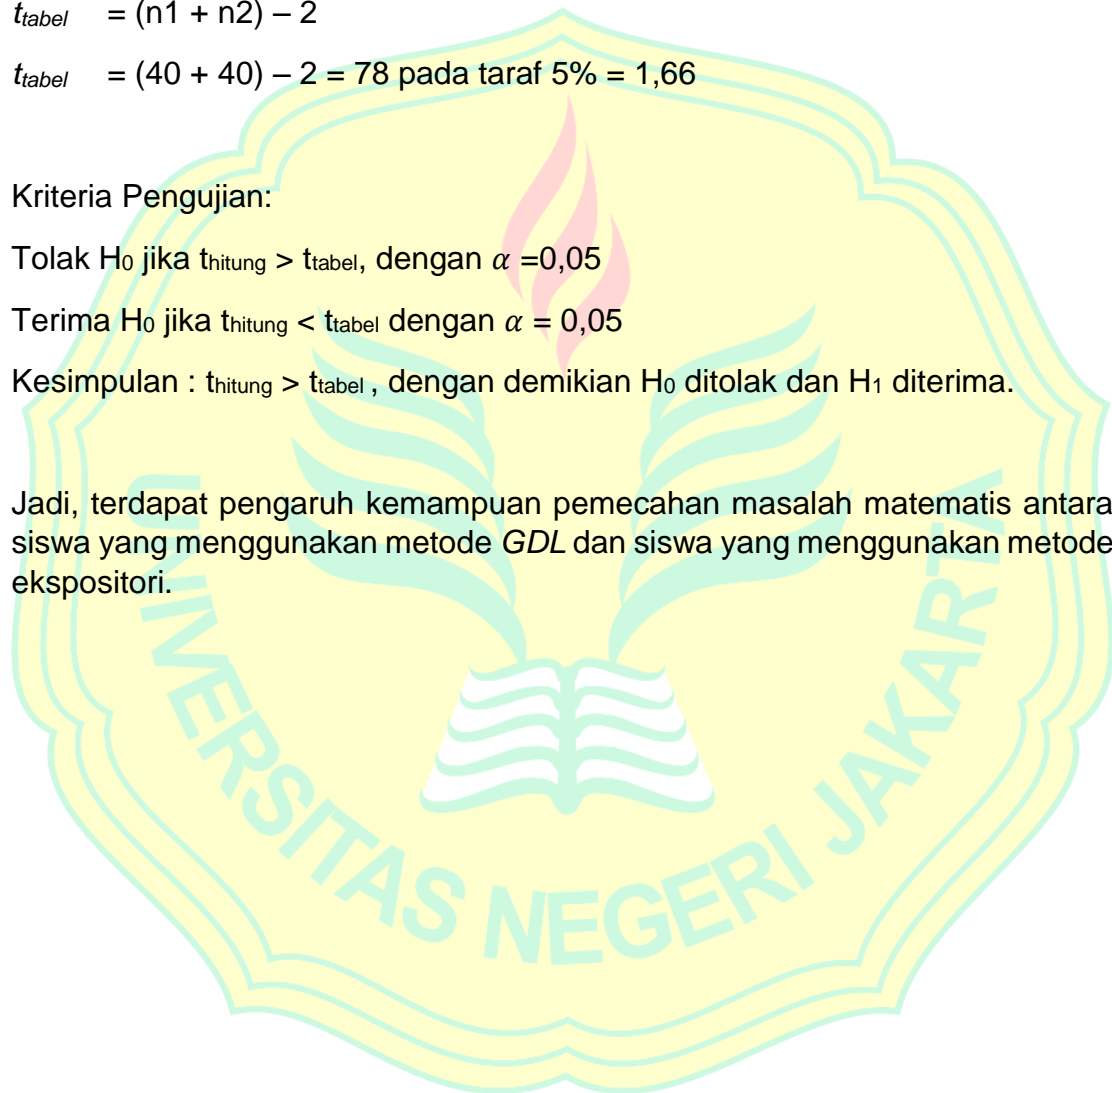 t tabel = (n1 + n2) – 2
t tabel = (40 + 40) – 2 = 78 pada taraf 5% = 1,66
Kriteria Pengujian:
Tolak H0 jika thitung > ttabel, dengan 𝛼 =0,05
Terima H0 jika thitung < ttabel dengan 𝛼 = 0,05
Kesimpulan : thitung > ttabel , dengan demikian H0 ditolak dan H1 diterima.
Jadi, terdapat pengaruh kemampuan pemecahan masalah matematis antara
siswa yang menggunakan metode GDL dan siswa yang menggunakan metode
ekspositori.
UNIVERSITAS NEGERI JAKARTA